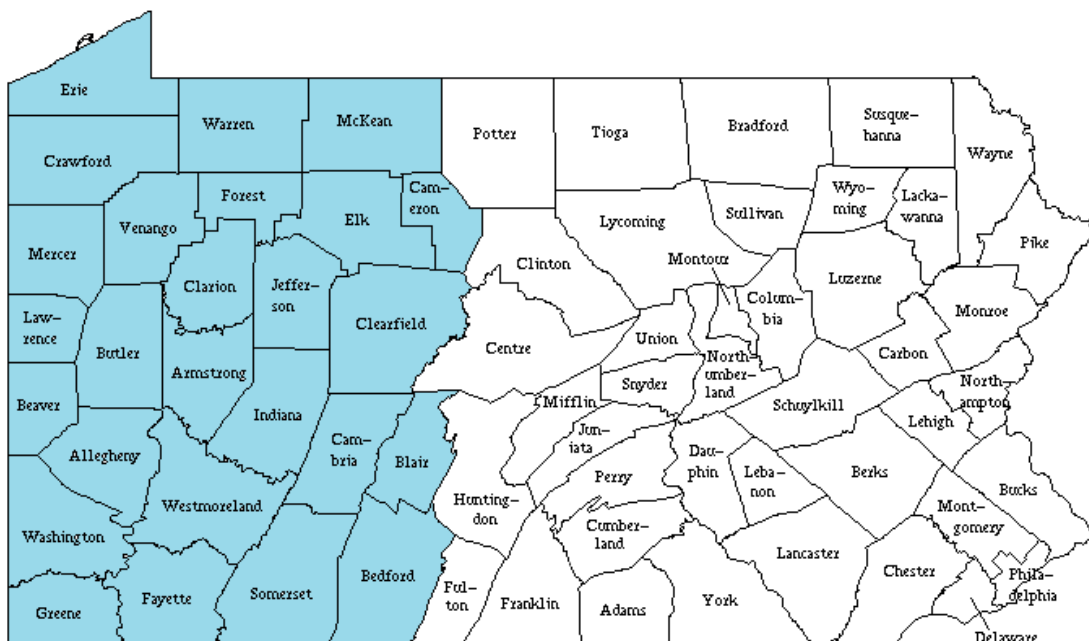 Erie
Warren
McKean
Potter
Tioga
Bradford
Susque-
hanna
Wayne
Crawford
Forest
Cam-
eron
Elk
Venango
Mercer
Clarion
Jeffer-
son
Clearfield
Law-
rence
Butler
Armstrong
Beaver
Indiana
Allegheny
Cam-
bria
Blair
Westmoreland
Washington
Greene
Fayette
Somerset
Bedford
Lycoming
Sullivan
Wyo-
ming
Lacka-
wanna
Pike
Clinton
Montour
Colum-
bia
Luzerne
Monroe
Centre
Union
Snyder
North-
umber-
land
Carbon
North-
ampton
Mifflin
Jun-
iata
Schuylkill
Lehigh
Hunting-
don
Perry
Dau-
phin
Leba-
non
Berks
Bucks
Cumber-
land
Mont-
gomery
Lancaster
Chester
Phila-
delphia
Ful-
ton
Franklin
Adams
York
Delaware